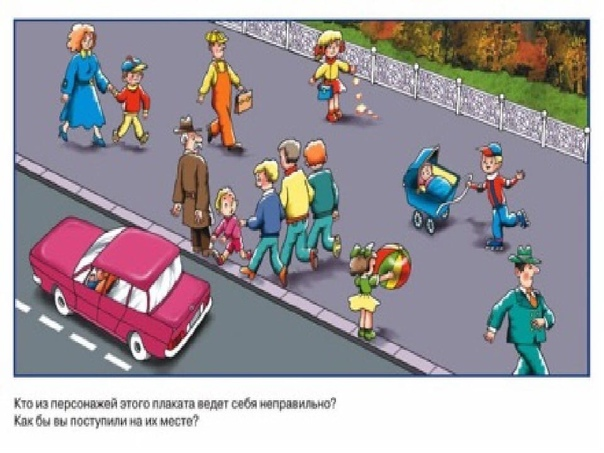 Кто из персонажей этого плаката ведет себя неправильно?
Как бы вы поступили на их месте?